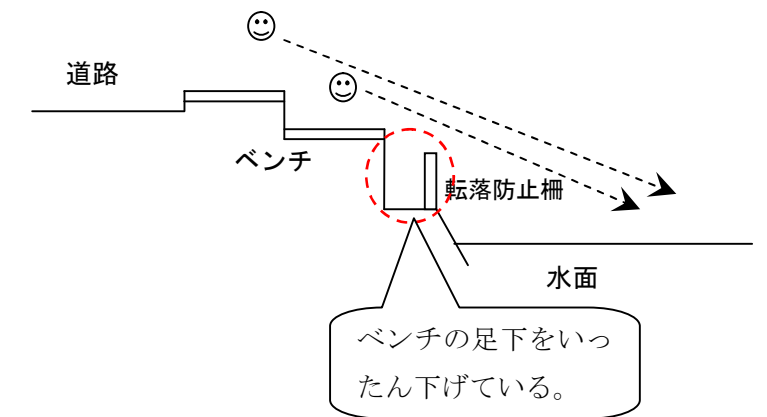 道路
ベンチ
転落防止柵
水面
ベンチの足下をいっ
たん下げている。